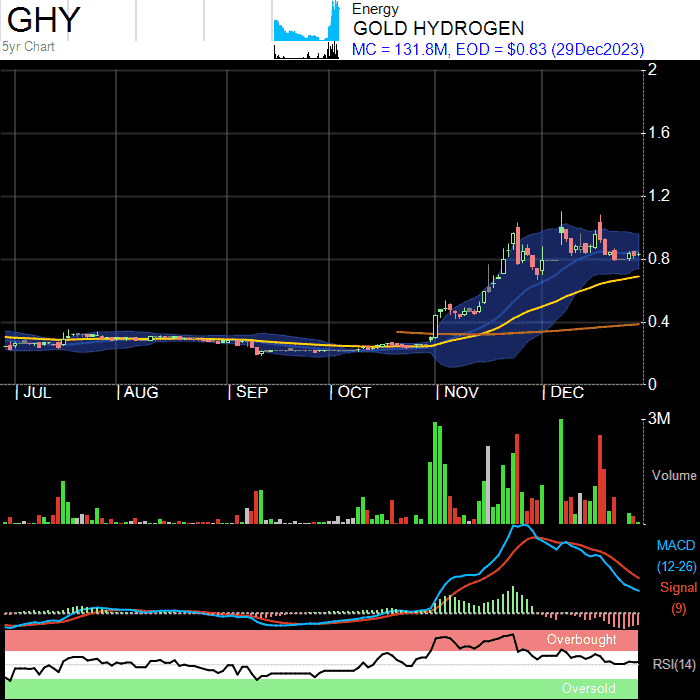 GHY
5yr Chart
Energy
GOLD HYDROGEN
MC = 131.8M, EOD = $0.83 (29Dec2023)
2
1.6
1.2
0.8
0.4
0
JUL
AUG
SEP
OCT
NOV
DEC
3M
Volume
MACD
(12-26)
Signal
(9)
Overbought
RSI(14)
Oversold